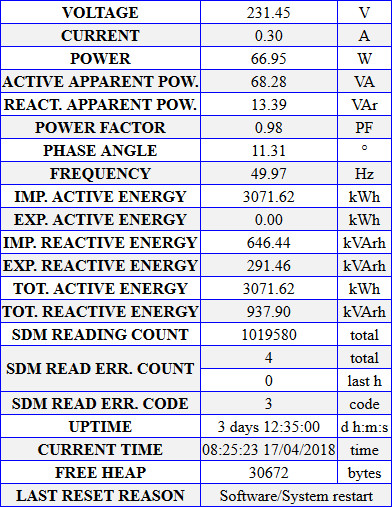 VOLTAGE 231.45 V
CURRENT 0.30 A
POWER 66.95 W
ACTIVE APPARENT POW. 68.28 VA
REACT. APPARENT POW. 13.39 VAr
POWER FACTOR 0.98 PF
PHASE ANGLE 11.31 °
FREQUENCY 49.97 Hz
IMP. ACTIVE ENERGY 3071.62 kWh
EXP. ACTIVE ENERGY 0.00 kWh
IMP. REACTIVE ENERGY 646.44 kVArh
EXP. REACTIVE ENERGY 291.46 kVArh
TOT. ACTIVE ENERGY 3071.62 kWh
TOT. REACTIVE ENERGY 937.90 kVArh
SDM READING COUNT 1019580 total
SDM READ ERR. COUNT 4 total
0 last h
SDM READ ERR. CODE 3 code
UPTIME 3 days 12:35:00 d h:m:s
CURRENT TIME 08:25:23 17/04/2018 time
FREE HEAP 30672 bytes
LAST RESET REASON Software/System restart